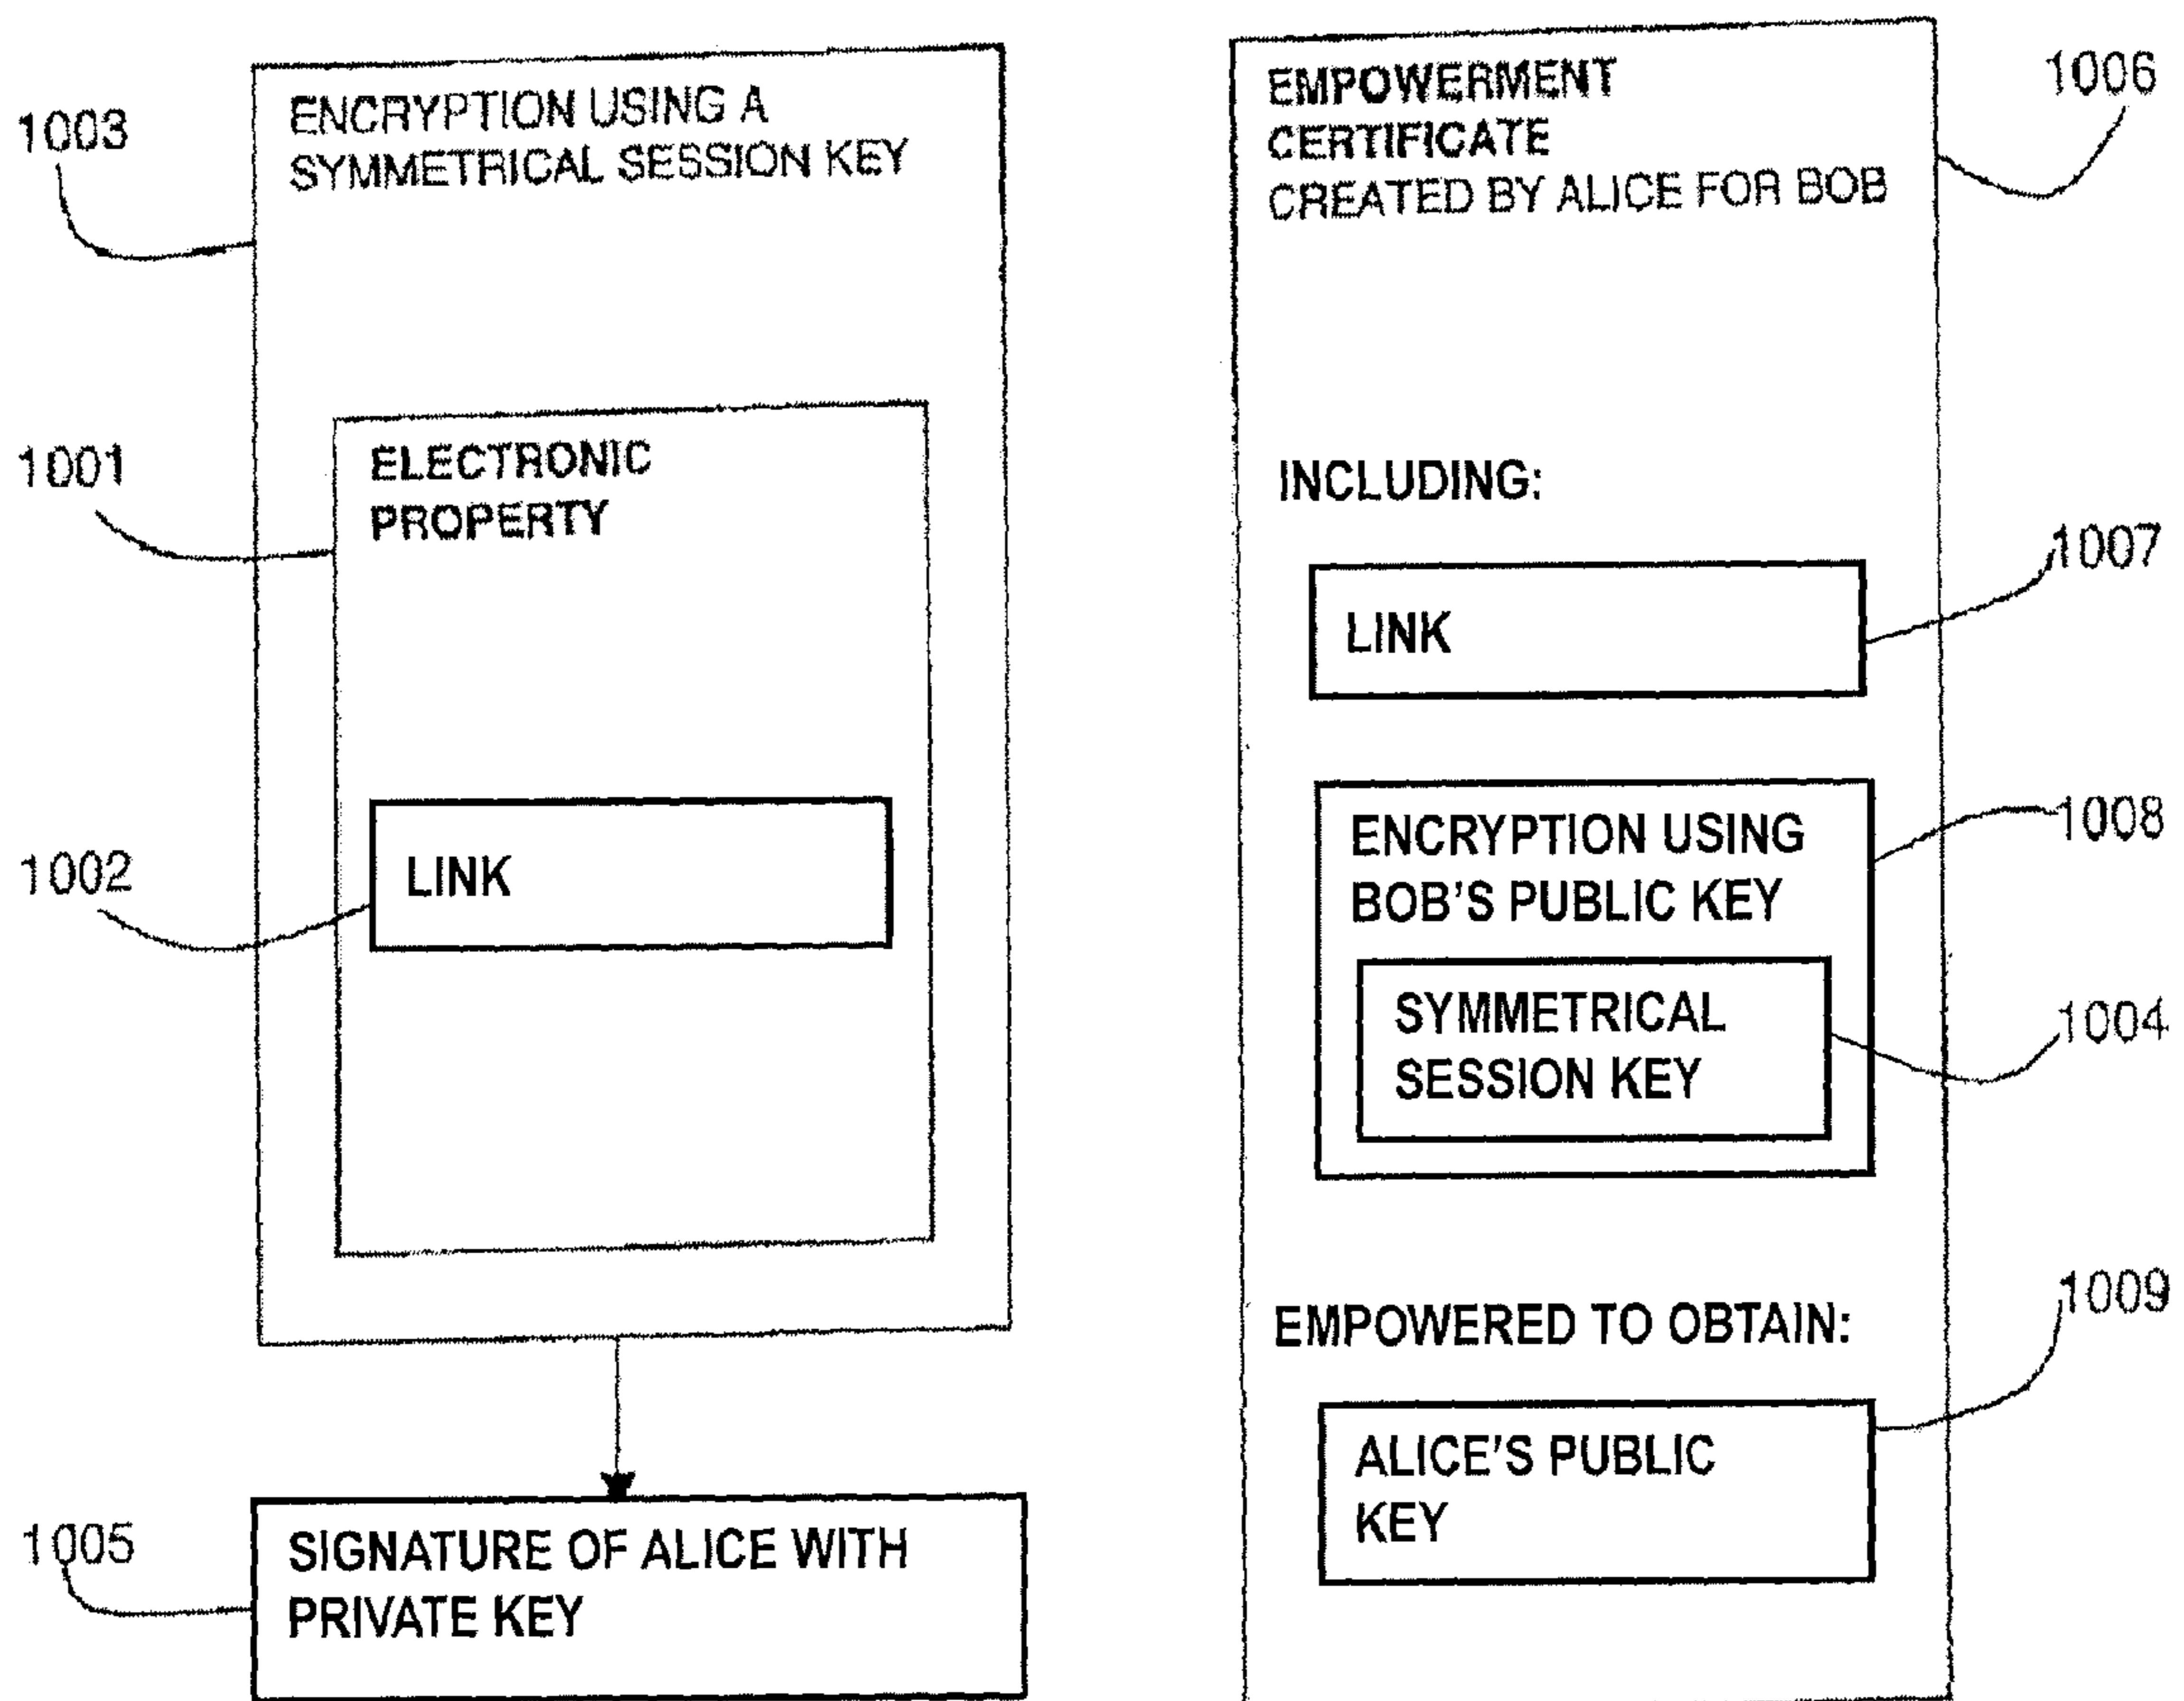 1003
ENCRYPTION USING A
SYMMETRICAL SESSION KEY
1001
ELECTRONIC
PROPERTY
1002
LINK
1005
SIGNATURE OF ALICE WITH
PRIVATE KEY
EMPOWERMENT
CERTIFICATE
CREATED BY ALICE FOR BOB
1006
INCLUDING:
1007
LINK
ENCRYPTION USING
BOB'S PUBLIC KEY
1008
SYMMETRICAL
SESSION KEY
1004
EMPOWERED TO OBTAIN:
1009
ALICE'S PUBLIC
KEY